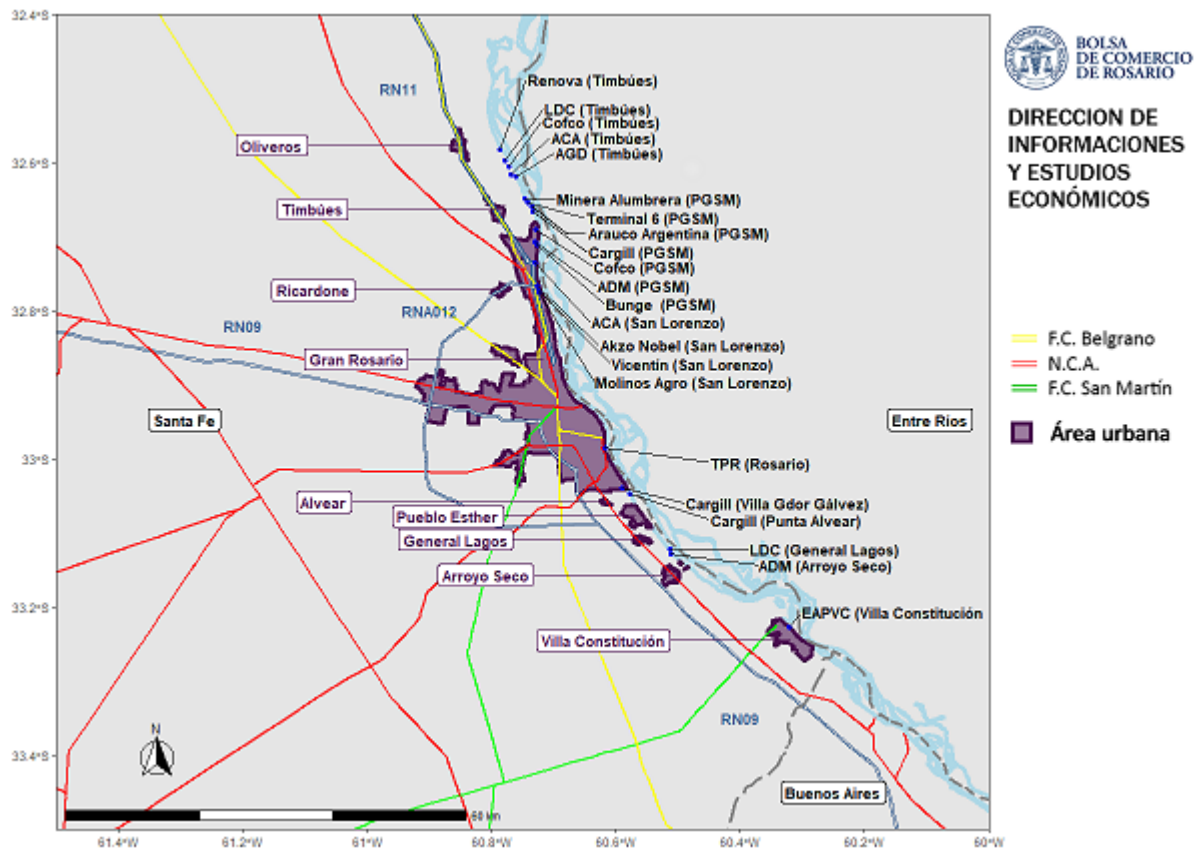 32.4°S
32.6°S
32.8°S
33°S
33.2°S
33.4°S
61.4°W
61.2°W
61°W
60.8°W
60.6°W
60.4°W
60.2°W
60°W
RN11
Renova (Timbúes)
LDC (Timbúes)
Cofco (Timbúes)
ACA (Timbúes)
AGD (Timbúes)
Oliveros
Timbúes
Minera Alumbrera (PGSM)
Terminal 6 (PGSM)
Arauco Argentina (PGSM)
Cargill (PGSM)
Cofco (PGSM)
ADM (PGSM)
Bunge (PGSM)
Ricardone
RNA012
RN09
ACA (San Lorenzo)
Akzo Nobel (San Lorenzo)
Vicentín (San Lorenzo)
Molinos Agro (San Lorenzo)
Gran Rosario
Santa Fe
Entre Ríos
TPR (Rosario)
Alvear
Cargill (Villa Gdor Gálvez)
Pueblo Esther
Cargill (Punta Alvear)
General Lagos
LDC (General Lagos)
ADM (Arroyo Seco)
Arroyo Seco
EAPVC (Villa Constitución
Villa Constitución
RN09
Buenos Aires
N
60 km
BOLSA
DE COMERCIO
DE ROSARIO
DIRECCION DE
INFORMACIONES
Y ESTUDIOS
ECONÓMICOS
F.C. Belgrano
N.C.A.
F.C. San Martín
Área urbana